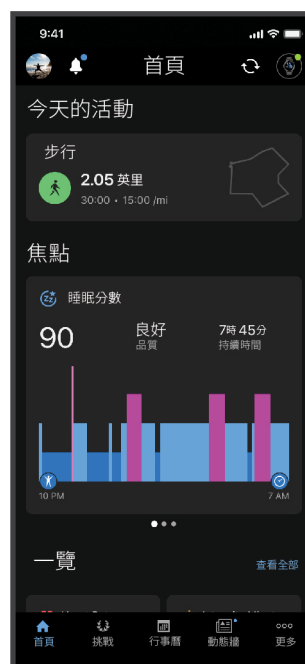 9:41
首頁
今天的活動
步行
2.05 英里
30:00 • 15:00 /mi
焦點
睡眠分數
90
良好
品質
7時 45分
持續時間
10 PM
7 AM
一覽
查看全部
首頁
挑戰
行事曆
動態牆
更多